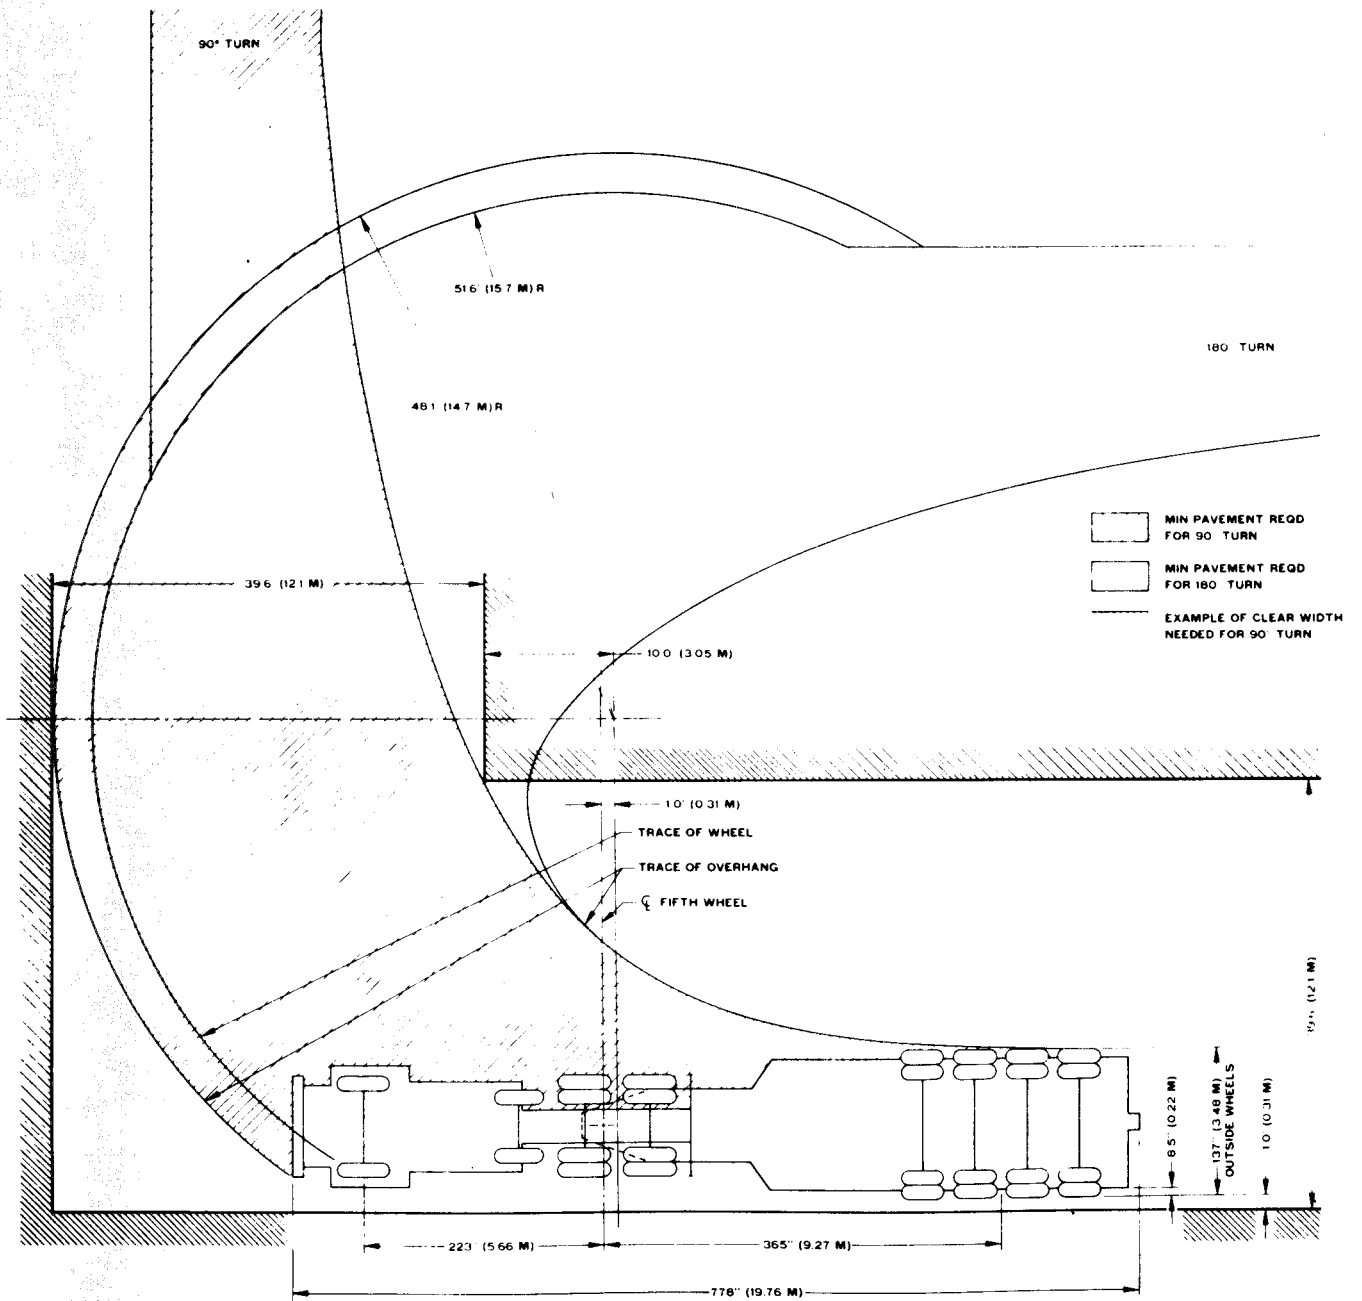 90° TURN
51.6' (15.7 M) R
180 TURN
48.1 (14.7 M) R
MIN PAVEMENT REQD
FOR 90 TURN
39.6 (12.1 M)
MIN PAVEMENT REQD
FOR 180 TURN
EXAMPLE OF CLEAR WIDTH
NEEDED FOR 90° TURN
10.0 (3.05 M)
1.0' (0.31 M)
TRACE OF WHEEL
TRACE OF OVERHANG
℄ FIFTH WHEEL
(12.1 M)
8.5" (0.22 M)
137" (3.48 M)
OUTSIDE WHEELS
1.0 (0.31 M)
223 (5.66 M)
365" (9.27 M)
778" (19.76 M)